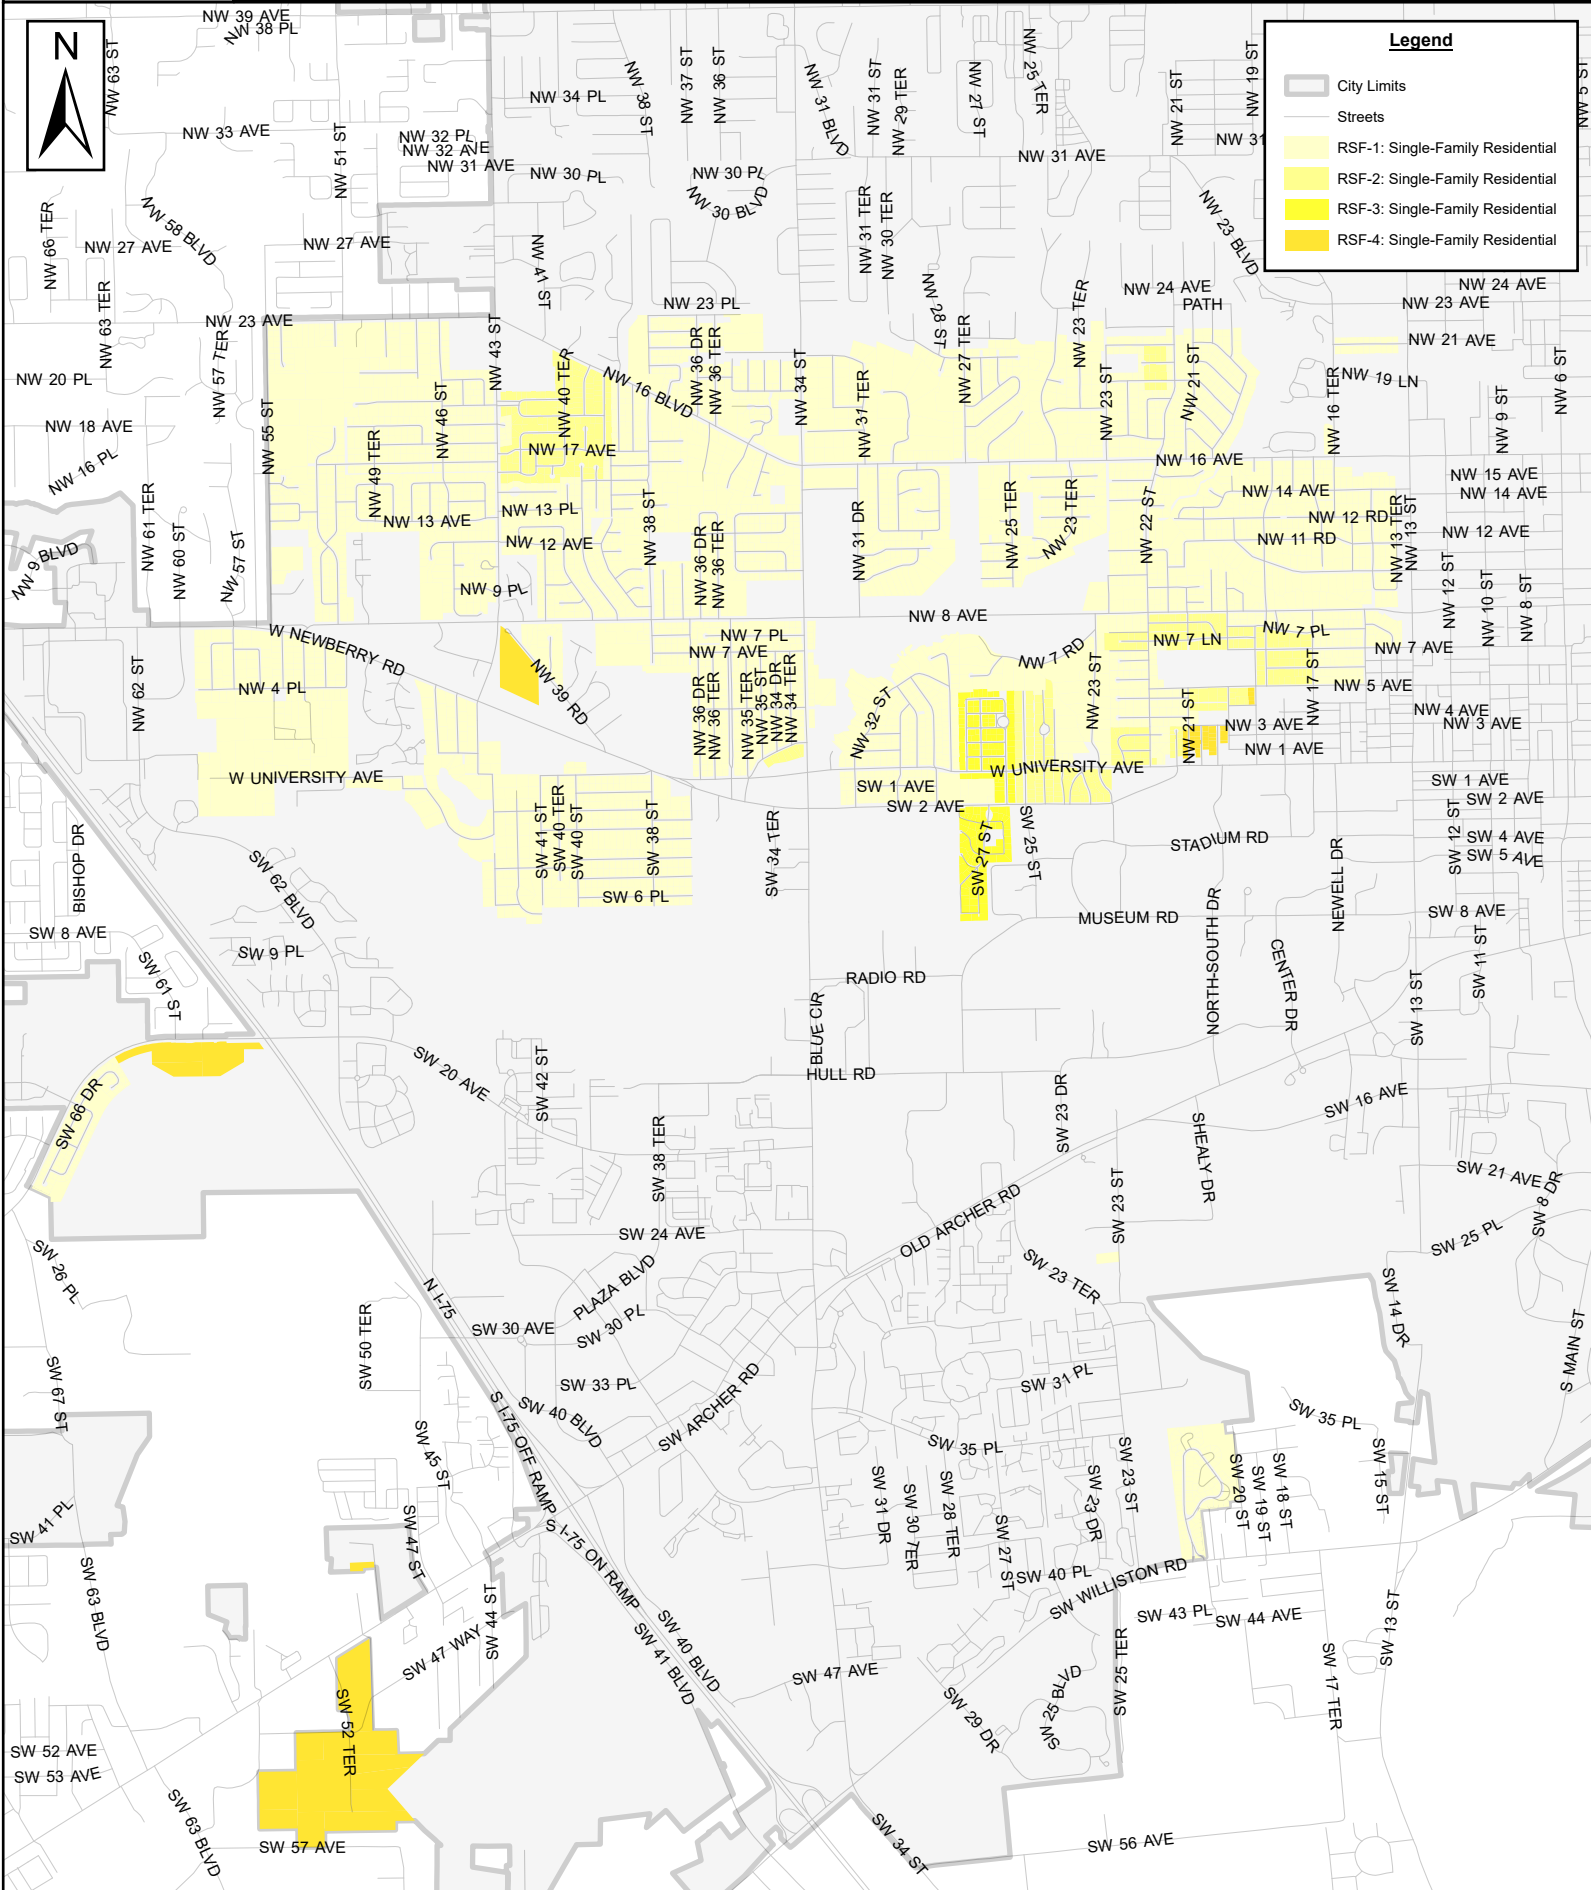 N
Legend
City Limits
Streets
RSF-1: Single-Family Residential
RSF-2: Single-Family Residential
RSF-3: Single-Family Residential
RSF-4: Single-Family Residential
NW 39 AVE
NW 38 PL
NW 63 ST
NW 33 AVE
NW 51 ST
NW 32 PL
NW 32 AVE
NW 31 AVE
NW 34 PL
NW 38 ST
NW 37 ST
NW 36 ST
NW 31 BLVD
NW 31 ST
NW 29 TER
NW 27 ST
NW 25 TER
NW 31 AVE
NW 21 ST
NW 19 ST
NW 31
NW 5 ST
NW 30 PL
NW 30 PL
NW 30 BLVD
NW 66 TER
NW 58 BLVD
NW 27 AVE
NW 27 AVE
NW 41 ST
NW 31 TER
NW 30 TER
NW 23 BLVD
NW 63 TER
NW 23 AVE
NW 57 TER
NW 43 ST
NW 23 PL
NW 28 ST
NW 27 TER
NW 23 TER
NW 24 AVE
PATH
NW 24 AVE
NW 23 AVE
NW 21 AVE
NW 20 PL
NW 18 AVE
NW 16 PL
NW 55 ST
NW 46 ST
NW 49 TER
NW 40 TER
NW 16 BLVD
NW 36 DR
NW 36 TER
NW 34 ST
NW 31 TER
NW 23 ST
NW 21 ST
NW 16 TER
NW 19 LN
NW 9 ST
NW 6 ST
NW 17 AVE
NW 16 AVE
NW 15 AVE
NW 14 AVE
NW 14 AVE
NW 12 RD
NW 11 RD
NW 12 AVE
NW 13 TER
NW 13 ST
NW 13 AVE
NW 13 PL
NW 12 AVE
NW 38 ST
NW 36 DR
NW 36 TER
NW 31 DR
NW 25 TER
NW 23 TER
NW 22 ST
NW 9 BLVD
NW 61 TER
NW 60 ST
NW 57 ST
NW 9 PL
NW 8 AVE
NW 12 ST
NW 10 ST
NW 8 ST
W NEWBERRY RD
NW 7 PL
NW 7 AVE
NW 7 RD
NW 7 LN
NW 7 PL
NW 7 AVE
NW 62 ST
NW 4 PL
NW 39 RD
NW 36 DR
NW 36 TER
NW 35 TER
NW 35 ST
NW 34 DR
NW 34 TER
NW 32 ST
NW 23 ST
NW 21 ST
NW 17 ST
NW 5 AVE
NW 4 AVE
NW 3 AVE
NW 3 AVE
NW 1 AVE
W UNIVERSITY AVE
W UNIVERSITY AVE
SW 1 AVE
SW 2 AVE
SW 1 AVE
SW 2 AVE
SW 4 AVE
SW 5 AVE
SW 12 ST
BISHOP DR
SW 62 BLVD
SW 41 ST
SW 40 TER
SW 40 ST
SW 38 ST
SW 34 TER
SW 27 ST
SW 25 ST
STADIUM RD
NEWELL DR
SW 6 PL
MUSEUM RD
SW 8 AVE
SW 8 AVE
SW 9 PL
SW 61 ST
RADIO RD
NORTH-SOUTH DR
CENTER DR
SW 11 ST
SW 13 ST
BLUE CIR
HULL RD
SW 20 AVE
SW 42 ST
SW 66 DR
SW 38 TER
SW 23 DR
SHEALY DR
SW 16 AVE
SW 21 AVE
SW 8 DR
SW 25 PL
SW 24 AVE
OLD ARCHER RD
SW 23 ST
SW 23 TER
SW 26 PL
N I-75
PLAZA BLVD
SW 30 AVE
SW 30 PL
SW 50 TER
SW 14 DR
S MAIN ST
SW 67 ST
SW 33 PL
SW 40 BLVD
S I-75 OFF RAMP
SW ARCHER RD
SW 31 PL
SW 35 PL
SW 35 PL
SW 45 ST
SW 47 ST
SW 31 DR
SW 30 TER
SW 28 TER
SW 27 ST
SW 23 DR
SW 23 ST
SW 20 ST
SW 19 ST
SW 18 ST
SW 15 ST
SW 41 PL
SW 63 BLVD
S I-75 ON RAMP
SW 44 ST
SW 47 WAY
SW 40 BLVD
SW 41 BLVD
SW 40 PL
SW WILLISTON RD
SW 43 PL
SW 44 AVE
SW 13 ST
SW 17 TER
SW 25 TER
SW 47 AVE
SW 29 DR
SW 25 BLVD
SW 52 TER
SW 52 AVE
SW 53 AVE
SW 63 BLVD
SW 57 AVE
SW 34 ST
SW 56 AVE